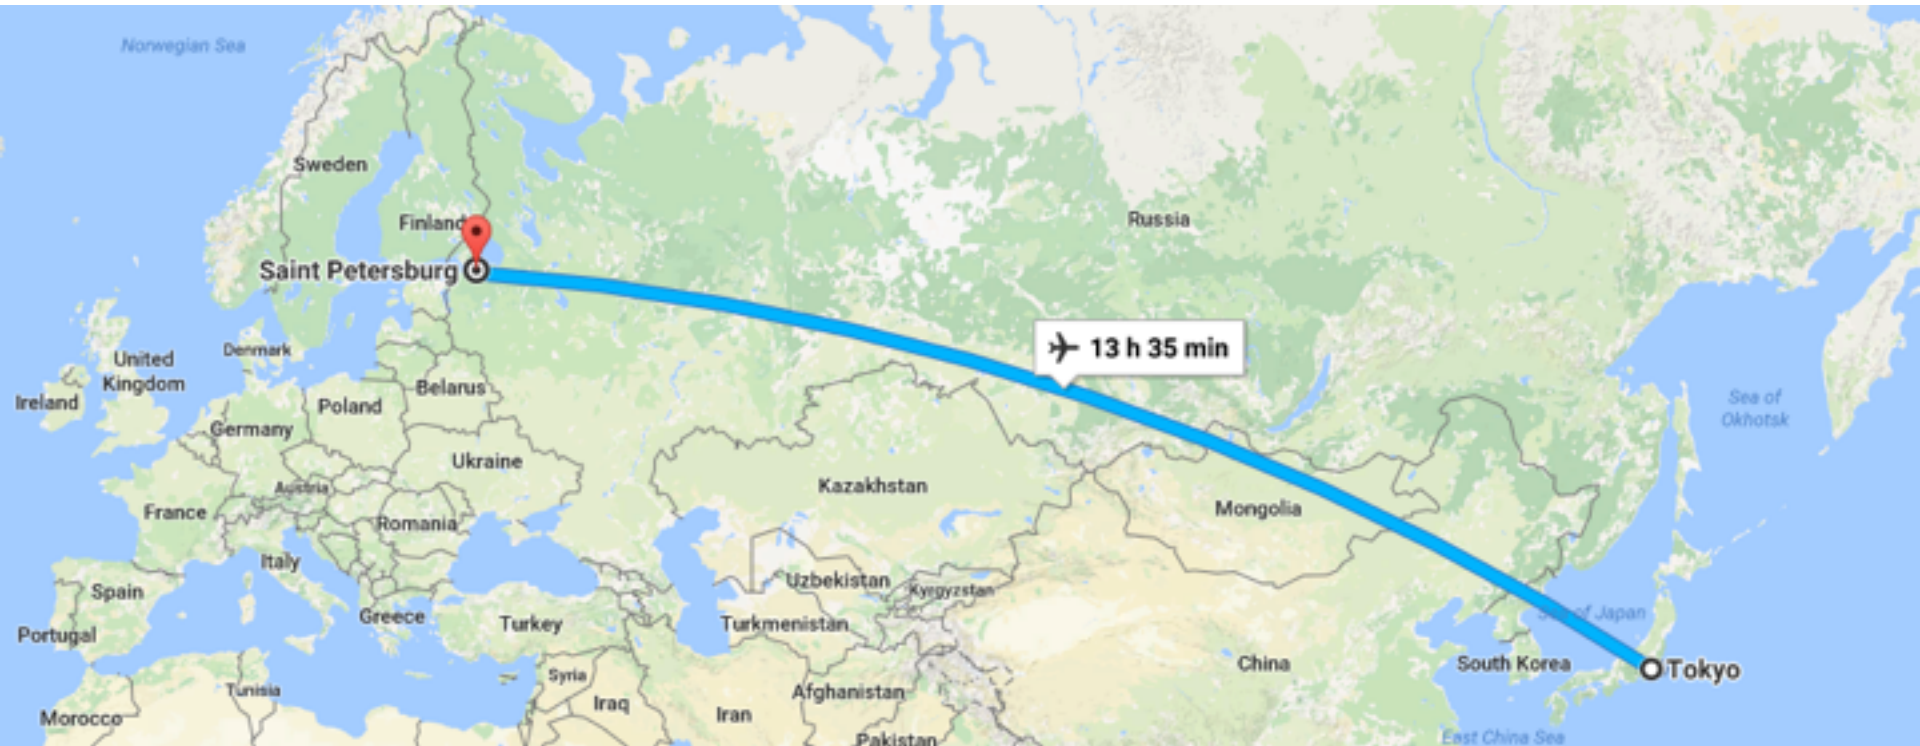 Norwegian Sea
Sweden
Finland
Russia
Saint Petersburg
13 h 35 min
Denmark
United
Kingdom
Ireland
Belarus
Poland
Sea of
Okhotsk
Germany
Ukraine
Kazakhstan
Austria
France
Romania
Mongolia
Italy
Uzbekistan
Kyrgyzstan
Spain
Greece
Turkey
Turkmenistan
Sea of Japan
Portugal
China
South Korea
Tokyo
Syria
Tunisia
Afghanistan
Iraq
Iran
Morocco
Pakistan
East China Sea